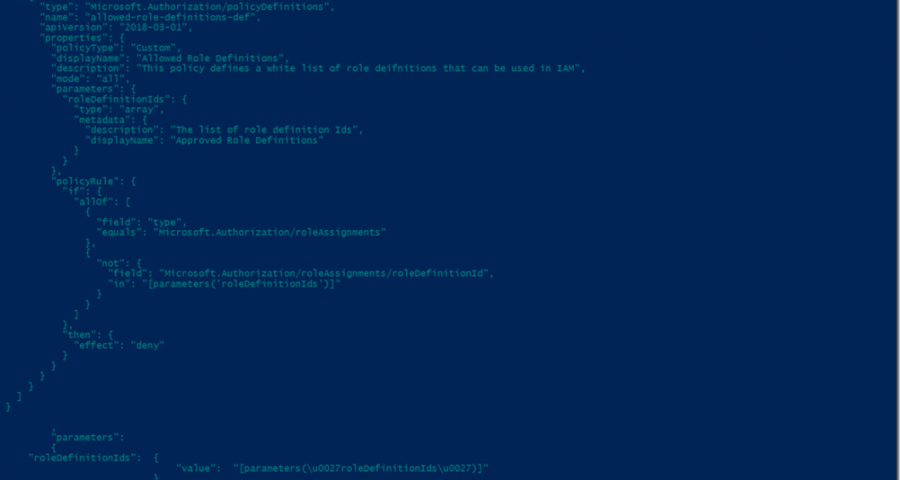 "type": "Microsoft.Authorization/policyDefinitions",
"name": "allowed-role-definitions-def",
"apiVersion": "2018-03-01",
"properties": {
"policyType": "Custom",
"displayName": "Allowed Role Definitions",
"description": "This policy defines a white list of role deifnitions that can be used in IAM",
"mode": "all",
"parameters": {
"roleDefinitionIds": {
"type": "array",
"metadata": {
"description": "The list of role definition Ids",
"displayName": "Approved Role Definitions"
}
}
},
"policyRule": {
"if": {
"allOf": [
{
"field": "type",
"equals": "Microsoft.Authorization/roleAssignments"
},
{
"not": {
"field": "Microsoft.Authorization/roleAssignments/roleDefinitionId",
"in": "[parameters('roleDefinitionIds')]"
}
}
]
},
"then": {
"effect": "deny"
}
}
}
}
]
}
,
"parameters":
{
"roleDefinitionIds": {
"value": "[parameters(\u0027roleDefinitionIds\u0027)]"
}